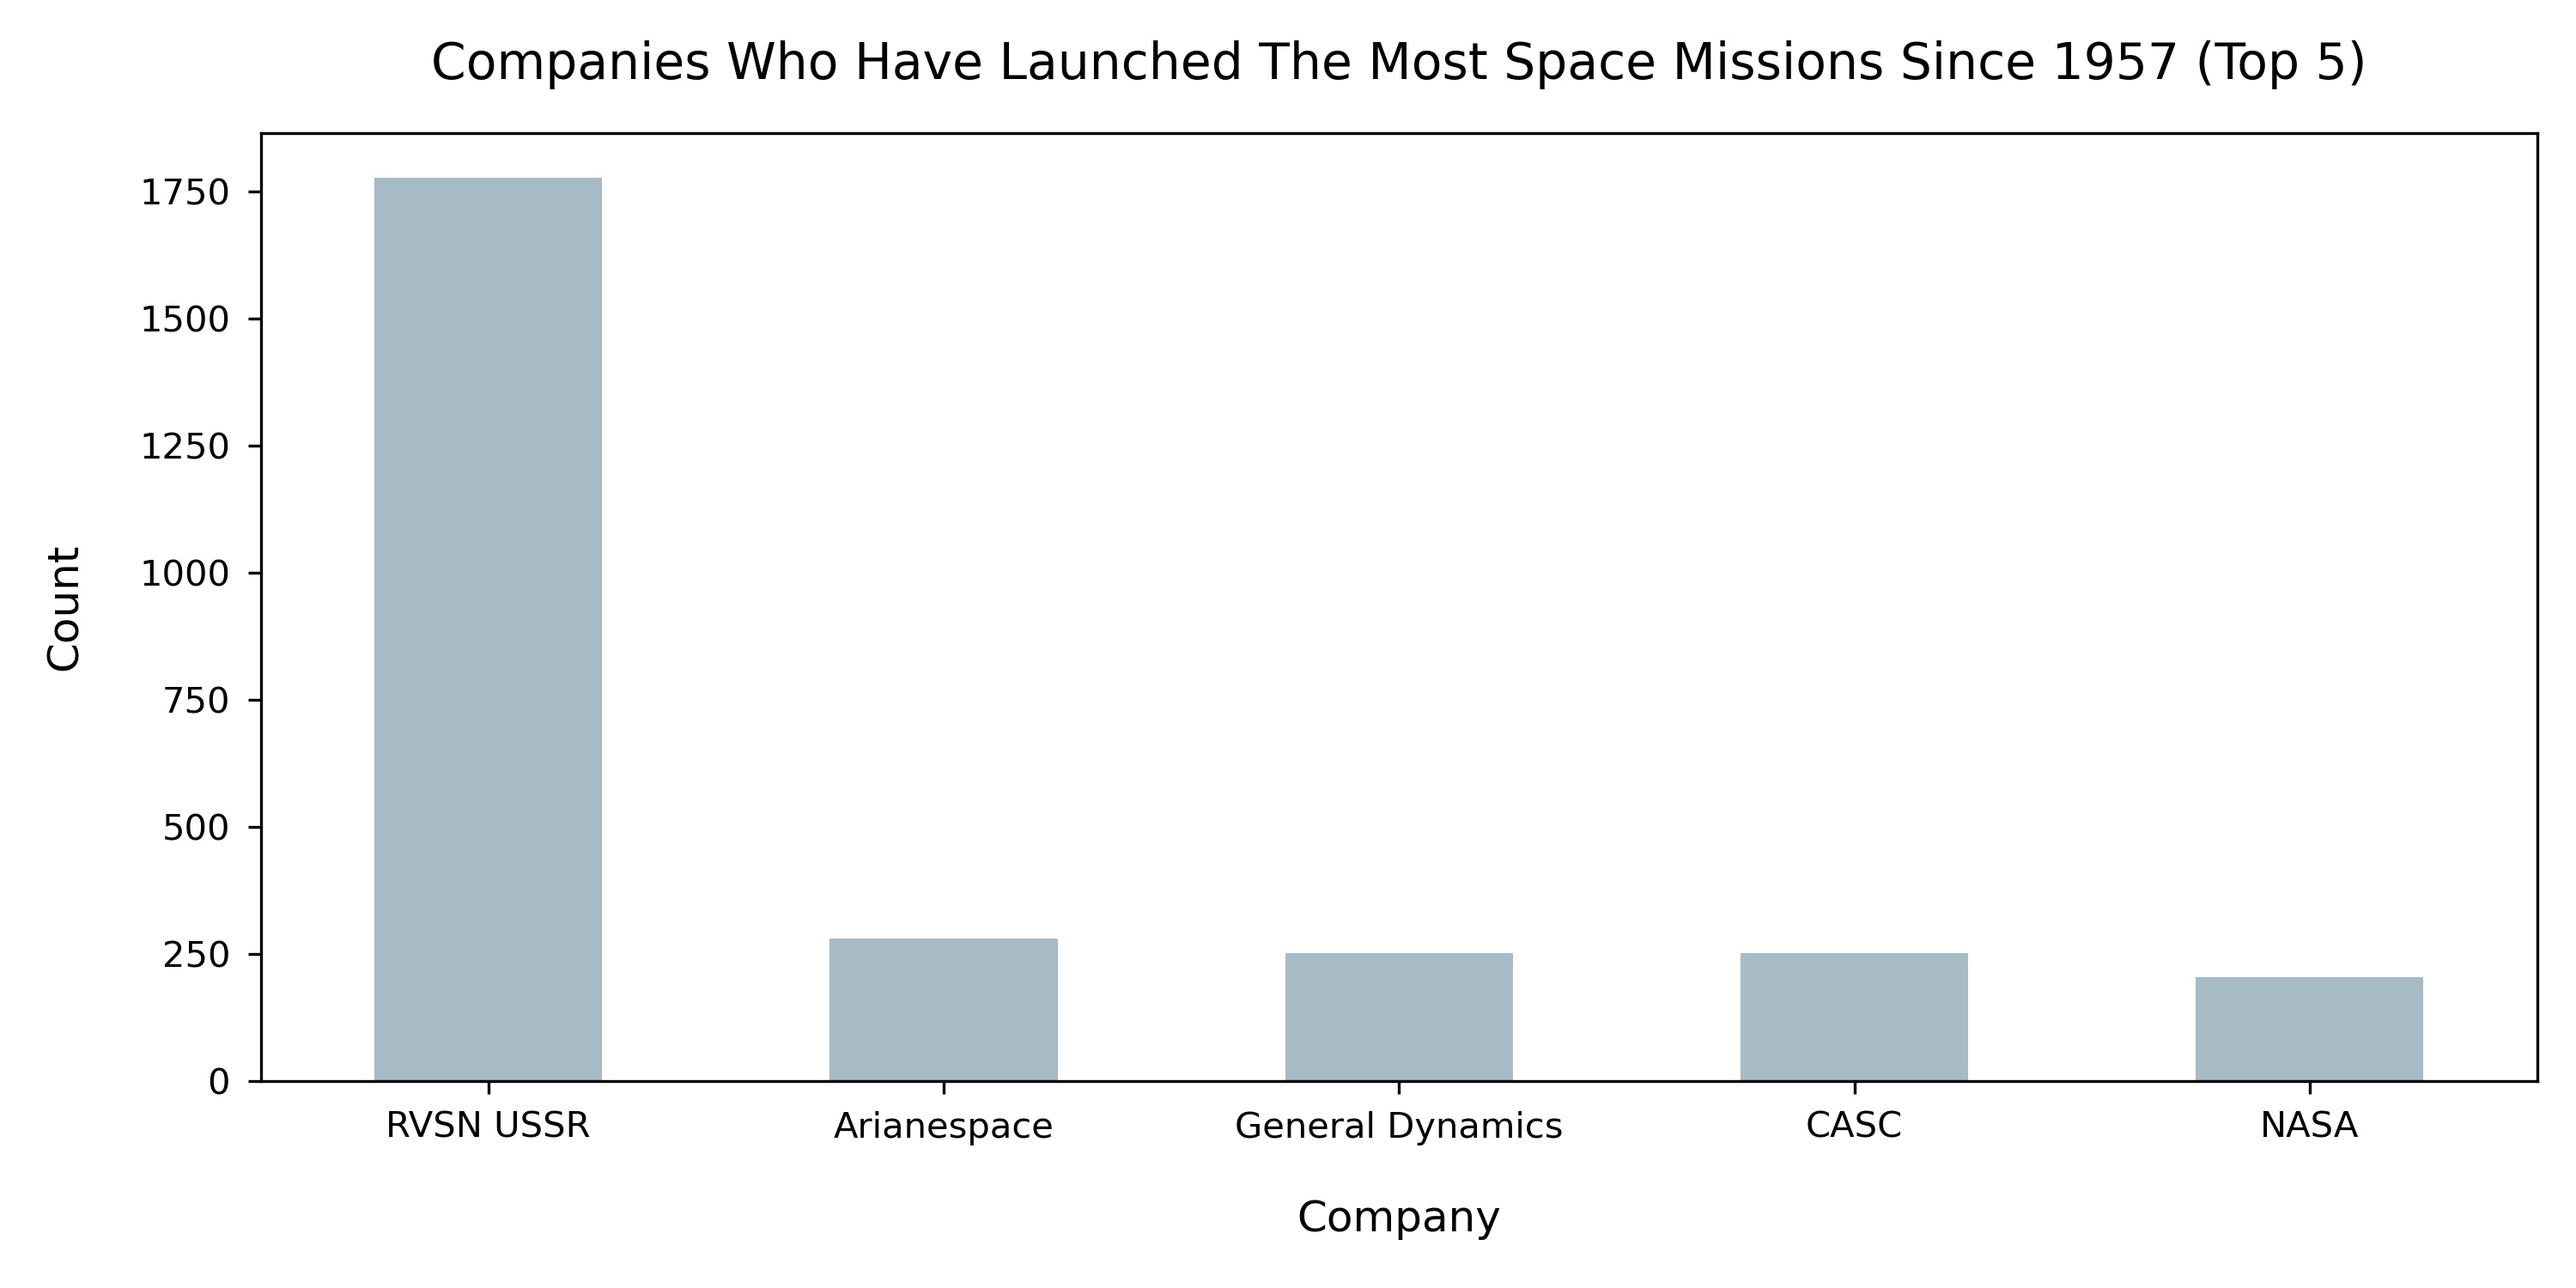 Companies Who Have Launched The Most Space Missions Since 1957 (Top 5)
1750
1500
1250
1000
750
500
250
0
Count
RVSN USSR
Arianespace
General Dynamics
CASC
NASA
Company